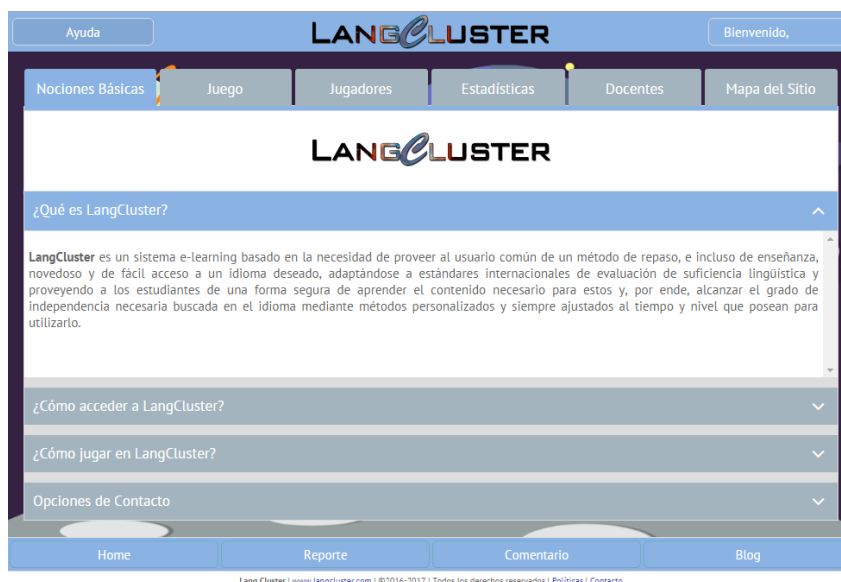 Ayuda
LANGCLUSTER
Bienvenido,
Nociones Básicas
Juego
Jugadores
Estadísticas
Docentes
Mapa del Sitio
LANGCLUSTER
¿Qué es LangCluster?
LangCluster es un sistema e-learning basado en la necesidad de proveer al usuario común de un método de repaso, e incluso de enseñanza,
novedoso y de fácil acceso a un idioma deseado, adaptándose a estándares internacionales de evaluación de suficiencia lingüística y
proveyendo a los estudiantes de una forma segura de aprender el contenido necesario para estos y, por ende, alcanzar el grado de
independencia necesaria buscada en el idioma mediante métodos personalizados y siempre ajustados al tiempo y nivel que posean para
utilizarlo.
¿Cómo acceder a LangCluster?
¿Cómo jugar en LangCluster?
Opciones de Contacto
Home
Reporte
Comentario
Blog
Lang Cluster | www.langcluster.com | ©2016-2017 | Todos los derechos reservados | Políticas | Contacto